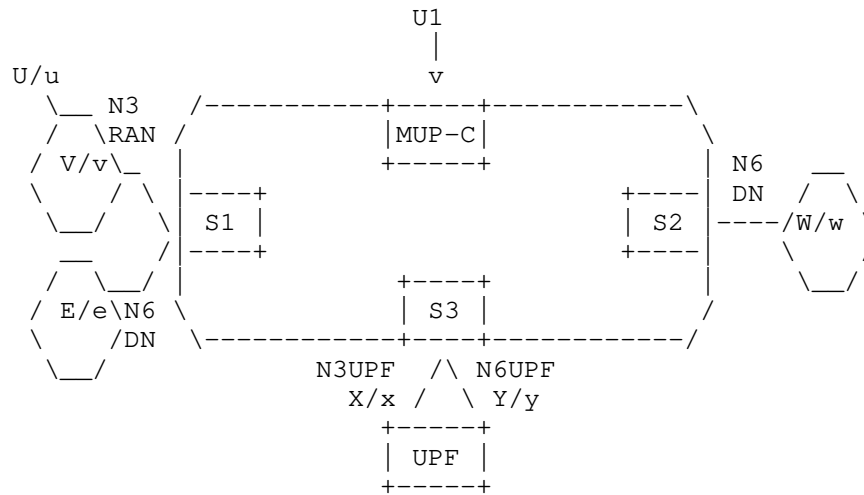 U1
U/u
v
N3
RAN
MUP-C
V/v
N6
DN
S1
S2
W/w
E/e
N6
DN
S3
N3UPF
N6UPF
X/x
Y/y
UPF